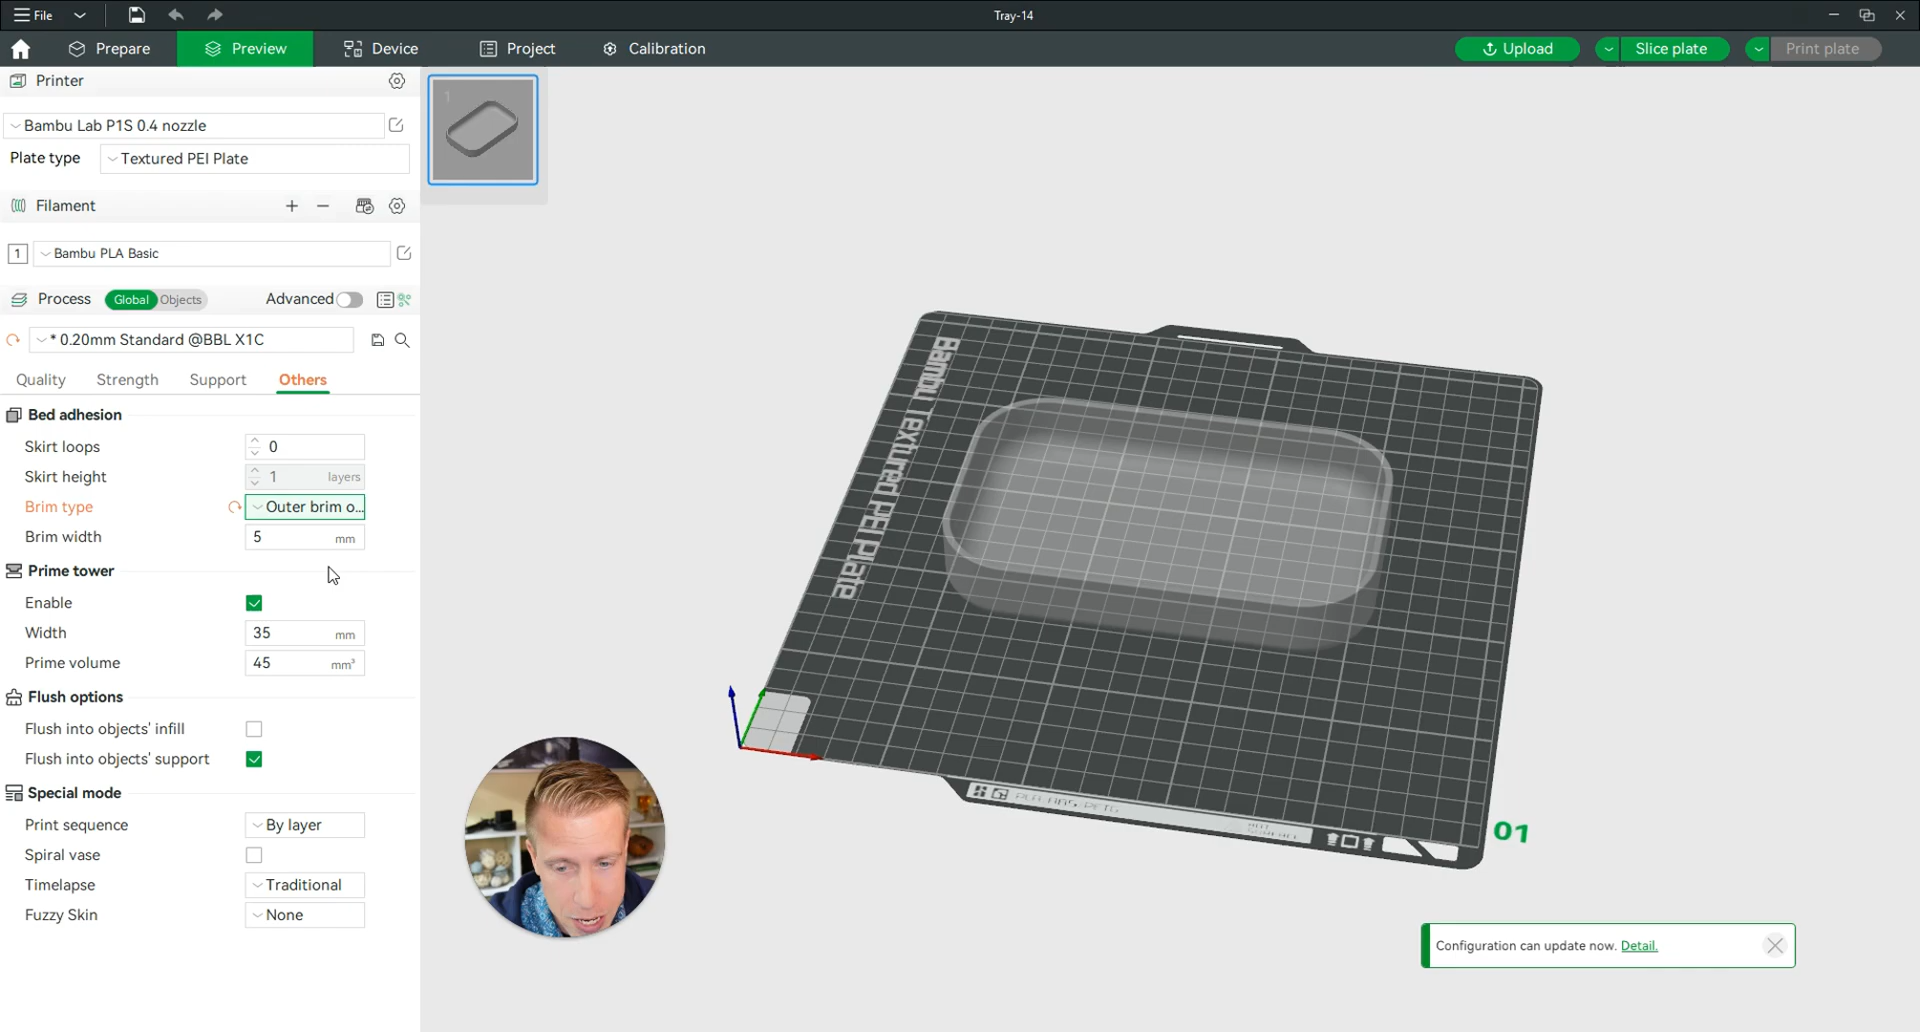 File
Tray-14
Prepare
Preview
Device
Project
Calibration
Upload
Slice plate
Print plate
Printer
Bambu Lab P1S 0.4 nozzle
Plate type
Textured PEI Plate
Filament
1
Bambu PLA Basic
Process
Global
Objects
Advanced
* 0.20mm Standard @BBL X1C
Quality
Strength
Support
Others
Bed adhesion
Skirt loops
0
Skirt height
1 layers
Brim type
Outer brim o...
Brim width
5 mm
Prime tower
Enable
Width
35 mm
Prime volume
45 mm³
Flush options
Flush into objects' infill
Flush into objects' support
Special mode
Print sequence
By layer
Spiral vase
Timelapse
Traditional
Fuzzy Skin
None
1
Bambu Textured PEI Plate
01
Configuration can update now. Detail.